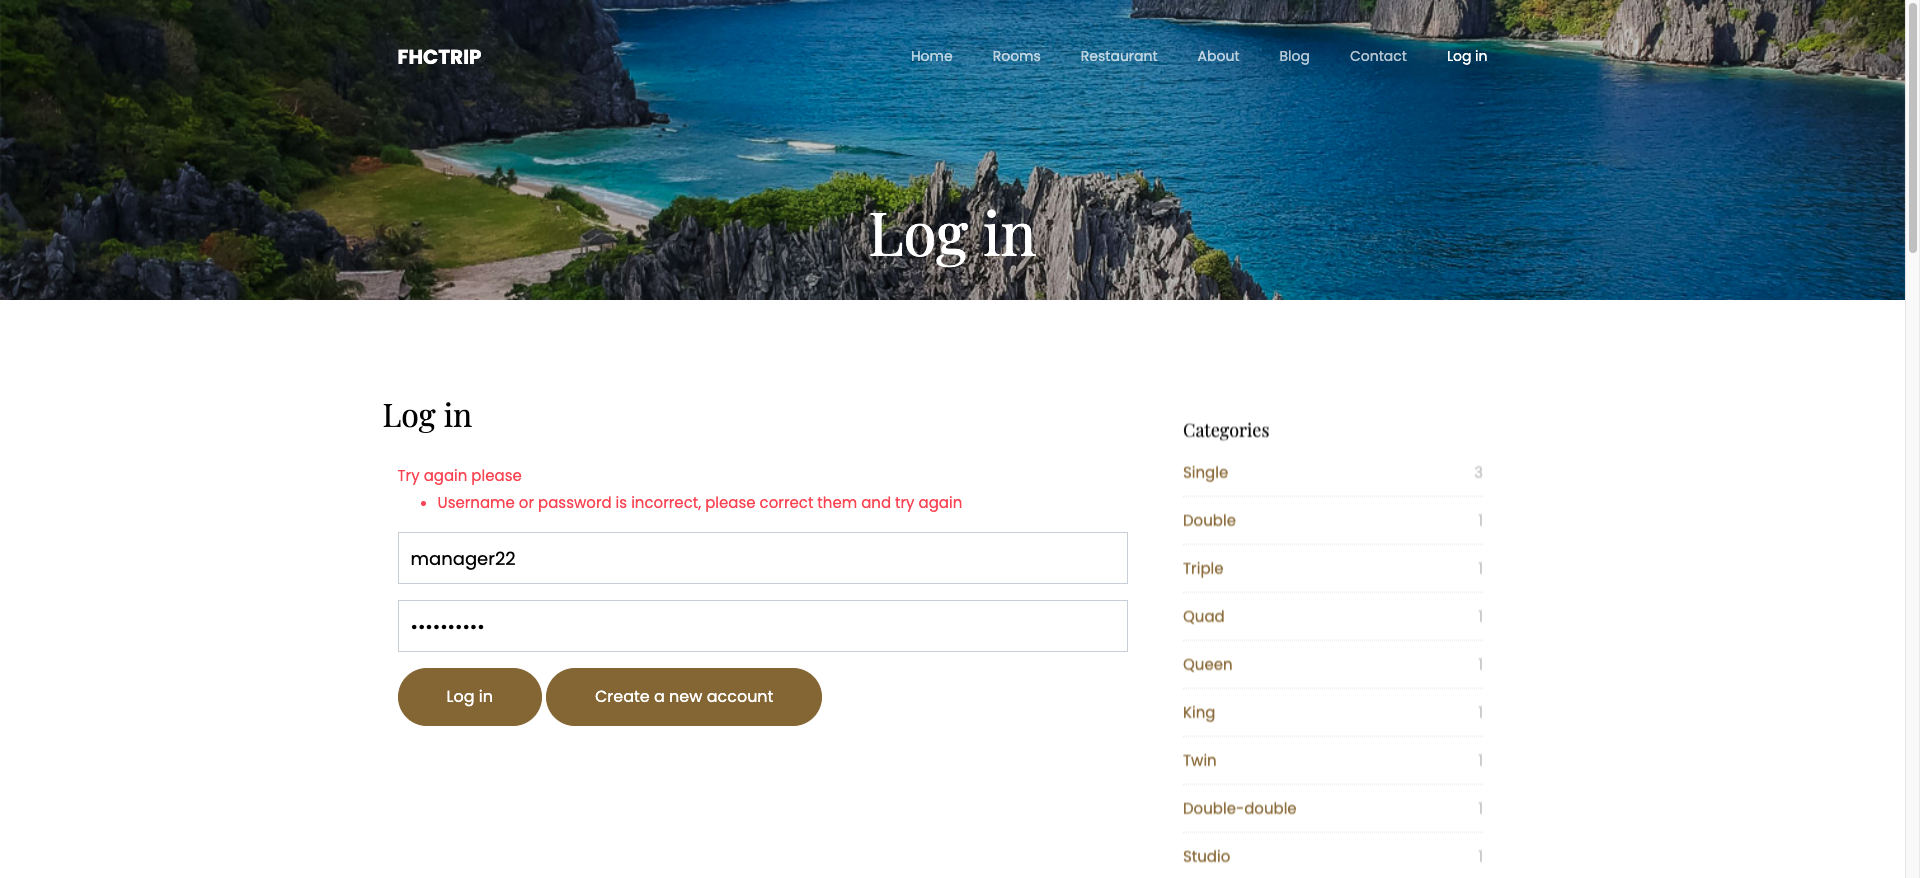 FHCTRIP
Home Rooms Restaurant About Blog Contact Log in
Log in
Log in
Try again please
• Username or password is incorrect, please correct them and try again
manager22
••••••••••
Log in Create a new account
Categories
Single 3
Double 1
Triple 1
Quad 1
Queen 1
King 1
Twin 1
Double-double 1
Studio 1